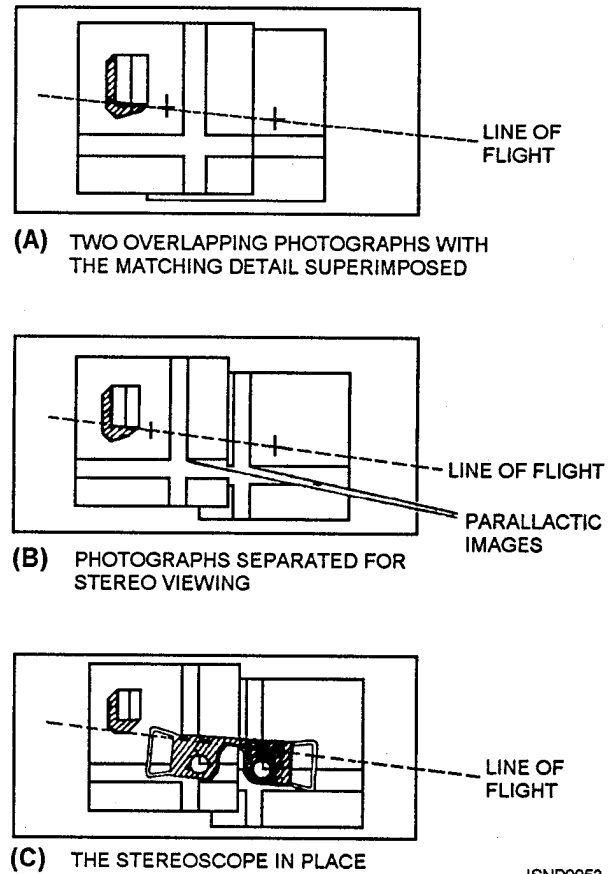 LINE OF
FLIGHT
(A) TWO OVERLAPPING PHOTOGRAPHS WITH
THE MATCHING DETAIL SUPERIMPOSED
LINE OF FLIGHT
PARALLACTIC
IMAGES
(B) PHOTOGRAPHS SEPARATED FOR
STEREO VIEWING
LINE OF
FLIGHT
(C) THE STEREOSCOPE IN PLACE